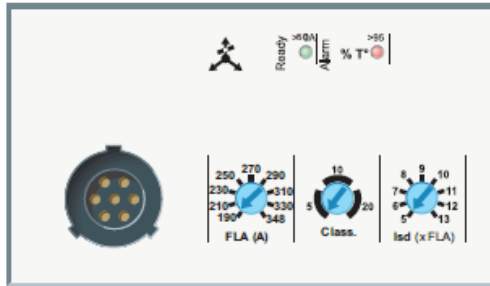 Ready
>60A
Alarm
% T°
>95
190 210 230 250 270 290 310 330 348
FLA (A)
5 10 20
Class.
5 6 7 8 9 10 11 12 13
Isd (x FLA)